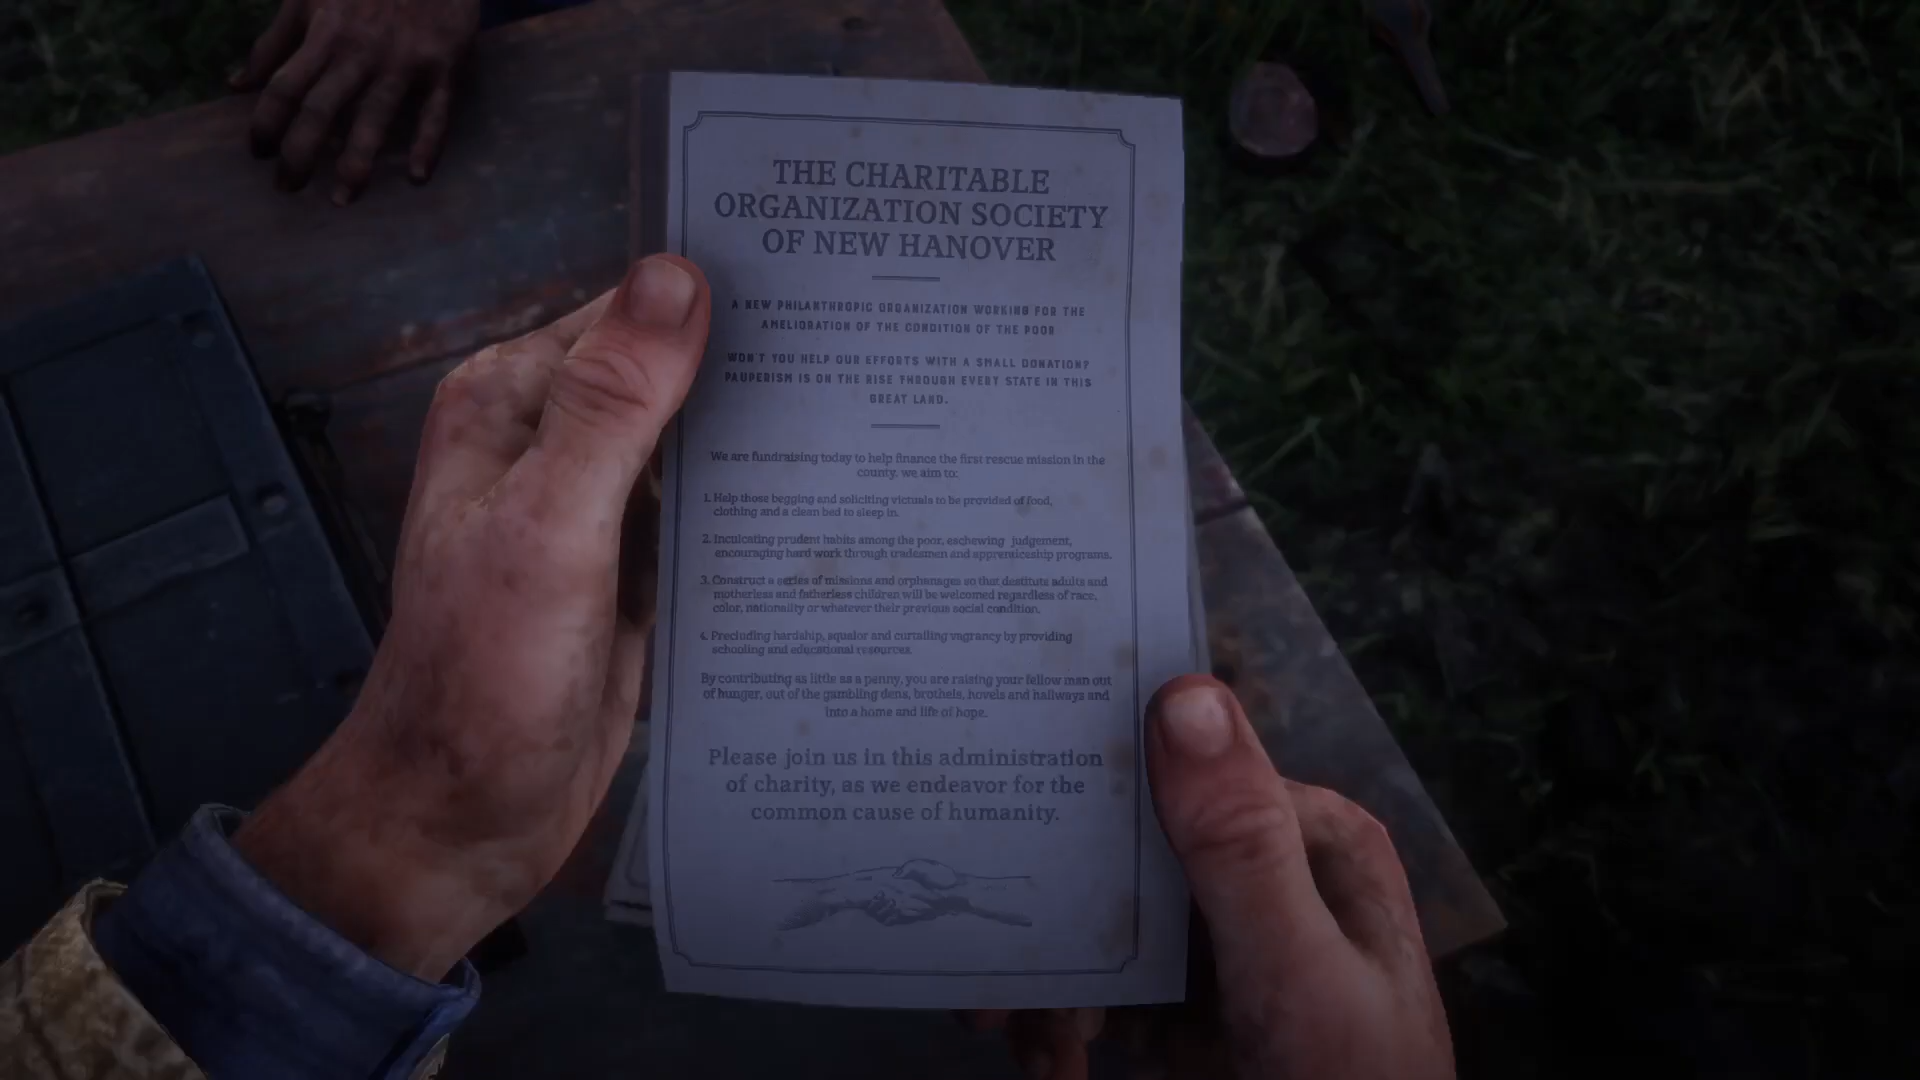 THE CHARITABLE
ORGANIZATION SOCIETY
OF NEW HANOVER
A NEW PHILANTHROPIC ORGANIZATION WORKING FOR THE
AMELIORATION OF THE CONDITION OF THE POOR
WON'T YOU HELP OUR EFFORTS WITH A SMALL DONATION?
PAUPERISM IS ON THE RISE THROUGH EVERY STATE IN THIS
GREAT LAND.
We are fundraising today to help finance the first rescue mission in the
county. we aim to:
1. Help those begging and soliciting victuals to be provided of food,
clothing and a clean bed to sleep in.
2. Inculcating prudent habits among the poor, eschewing judgement,
encouraging hard work through tradesmen and apprenticeship programs.
3. Construct a series of missions and orphanages so that destitute adults and
motherless and fatherless children will be welcomed regardless of race,
color, nationality or whatever their previous social condition.
4. Precluding hardship, squalor and curtailing vagrancy by providing
schooling and educational resources.
By contributing as little as a penny, you are raising your fellow man out
of hunger, out of the gambling dens, brothels, hovels and hallways and
into a home and life of hope.
Please join us in this administration
of charity, as we endeavor for the
common cause of humanity.